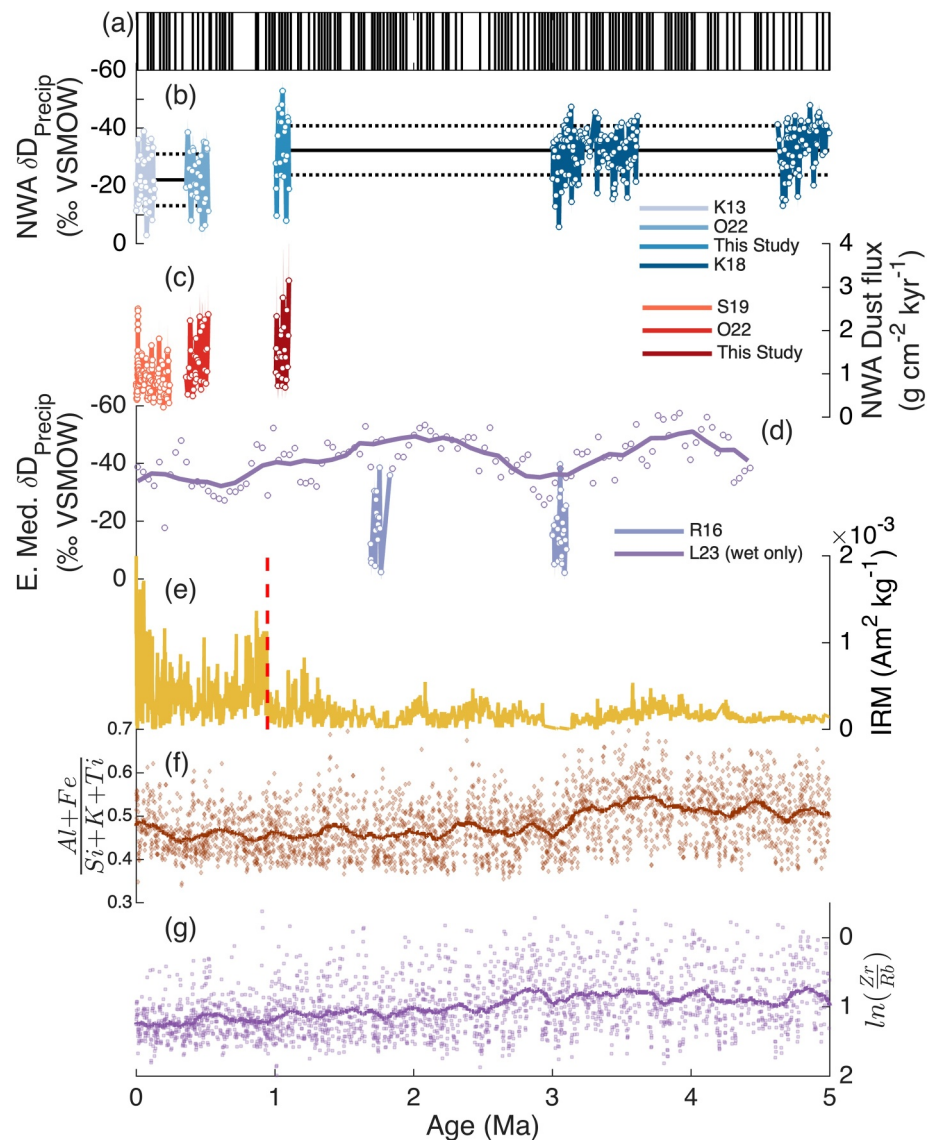 (a)
-60
-40
-20
0
NWA δD_Precip
(‰ VSMOW)
(b)
K13
O22
This Study
K18
(c)
S19
O22
This Study
4
3
2
1
0
NWA Dust flux
(g cm⁻² kyr⁻¹)
-60
-40
-20
0
E. Med. δD_Precip
(‰ VSMOW)
(d)
R16
L23 (wet only)
×10⁻³
2
1
0
IRM (Am² kg⁻¹)
(e)
0.7
0.6
0.5
0.4
0.3
Al+Fe
Si+K+Ti
(f)
(g)
0
1
2
ln(Zr/Rb)
0 1 2 3 4 5
Age (Ma)